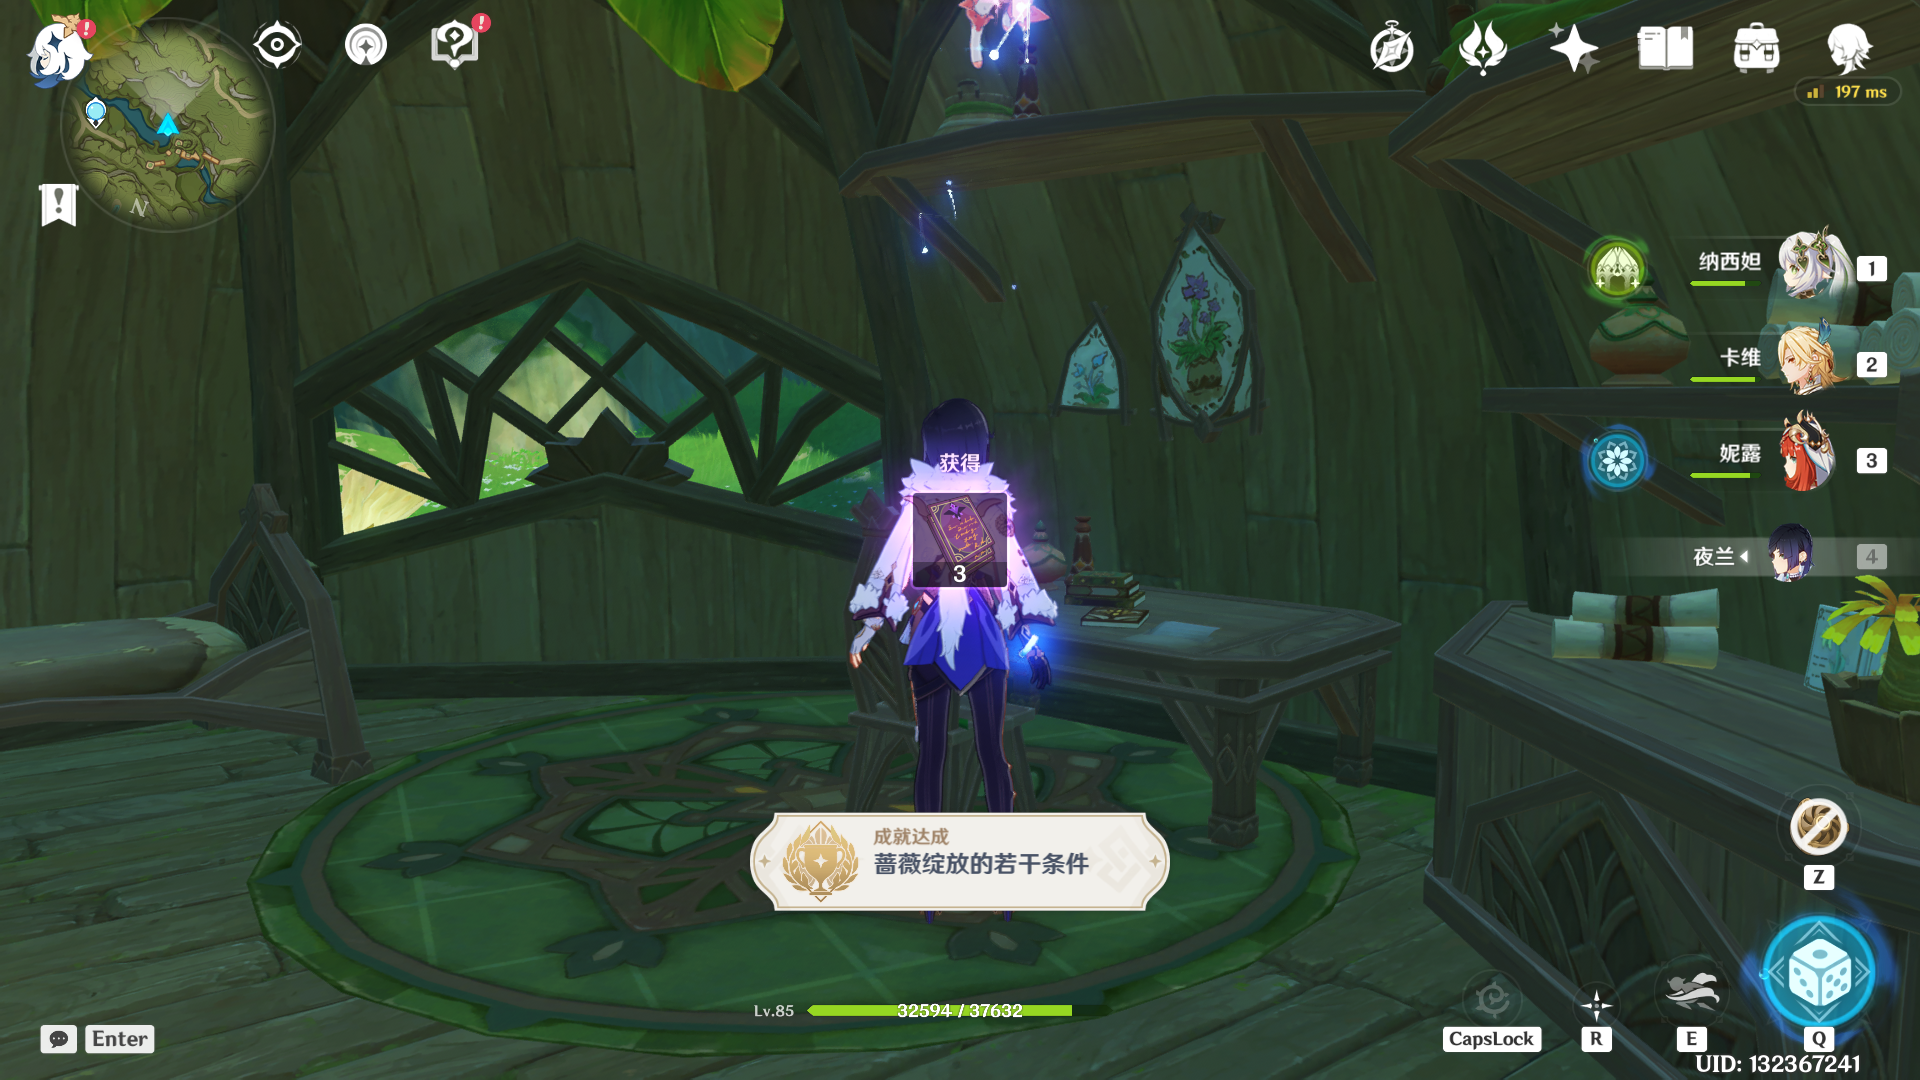 197 ms
N
纳西妲
1
卡维
2
妮露
3
夜兰
4
获得
3
成就达成
蔷薇绽放的若干条件
Z
Lv.85
32594 / 37632
Enter
CapsLock
R
E
Q
UID: 132367241